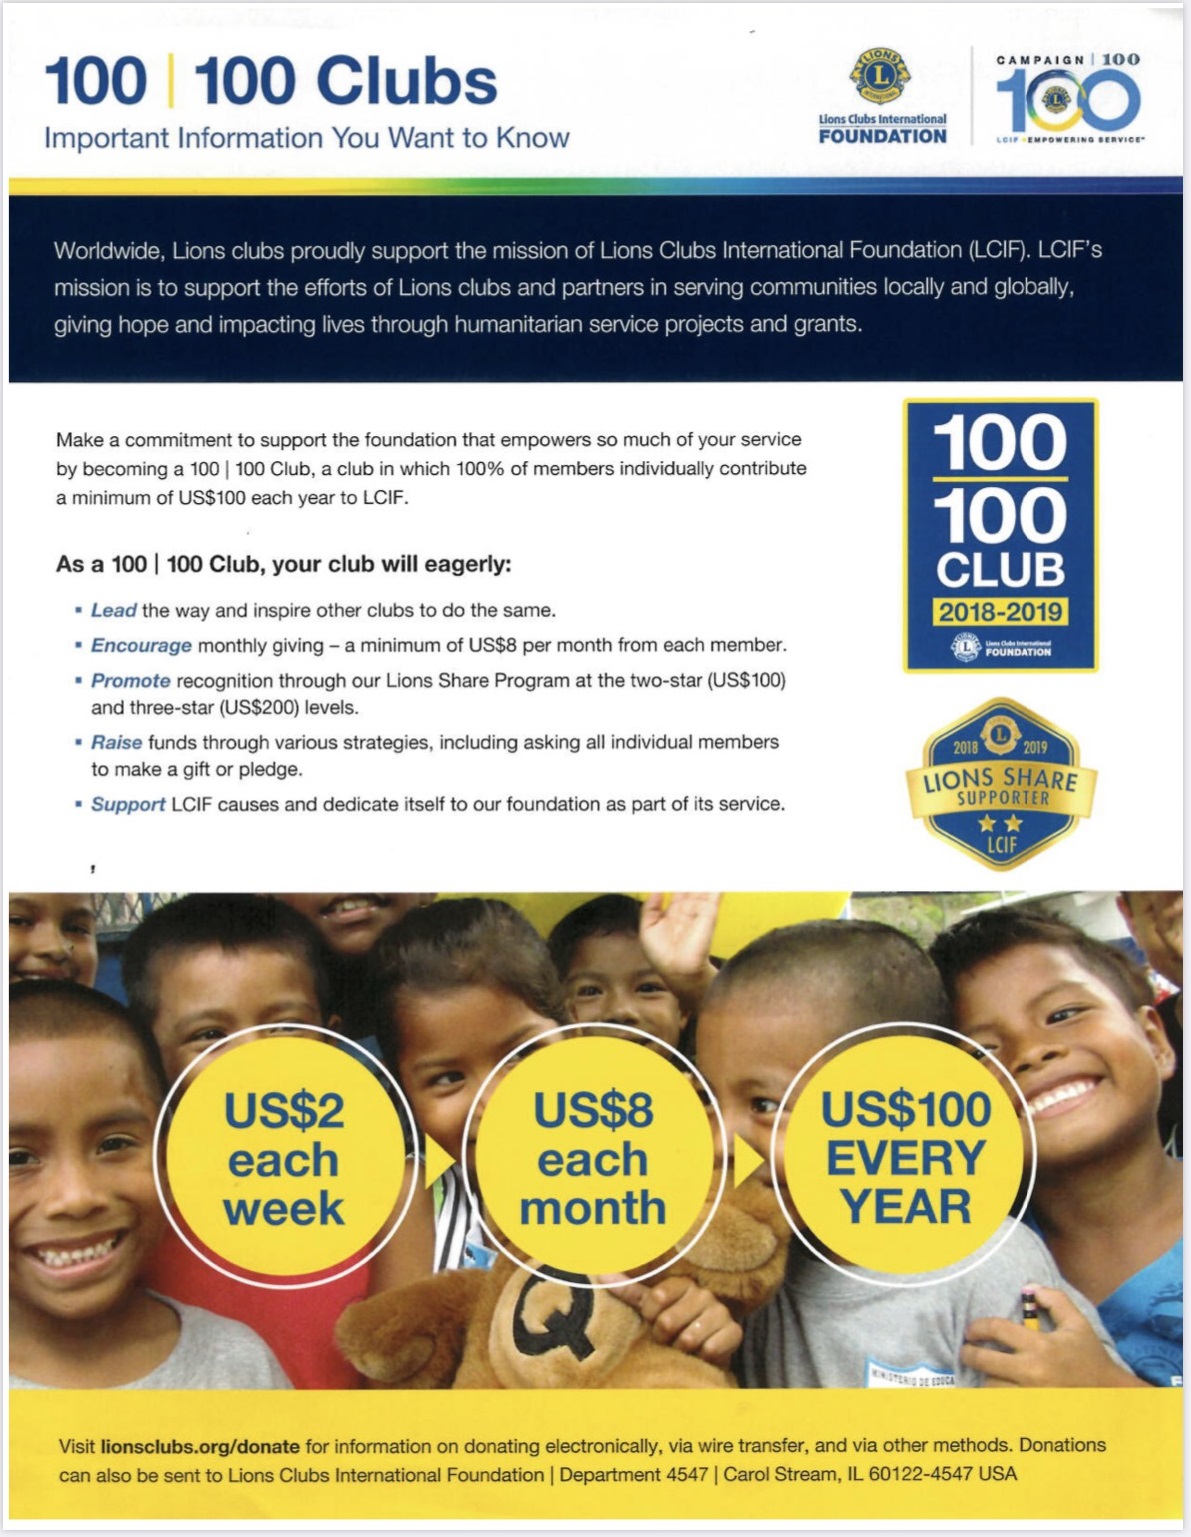 100 | 100 Clubs
Important Information You Want to Know
LIONS
L
INTERNATIONAL
Lions Clubs International
FOUNDATION
CAMPAIGN | 100
100
LCIF EMPOWERING SERVICE
Worldwide, Lions clubs proudly support the mission of Lions Clubs International Foundation (LCIF). LCIF's
mission is to support the efforts of Lions clubs and partners in serving communities locally and globally,
giving hope and impacting lives through humanitarian service projects and grants.
Make a commitment to support the foundation that empowers so much of your service
by becoming a 100 | 100 Club, a club in which 100% of members individually contribute
a minimum of US$100 each year to LCIF.
As a 100 | 100 Club, your club will eagerly:
▪ Lead the way and inspire other clubs to do the same.
▪ Encourage monthly giving – a minimum of US$8 per month from each member.
▪ Promote recognition through our Lions Share Program at the two-star (US$100)
and three-star (US$200) levels.
▪ Raise funds through various strategies, including asking all individual members
to make a gift or pledge.
▪ Support LCIF causes and dedicate itself to our foundation as part of its service.
100
100
CLUB
2018-2019
Lions Clubs International
FOUNDATION
L
2018 2019
LIONS SHARE
SUPPORTER
LCIF
US$2
each
week
US$8
each
month
US$100
EVERY
YEAR
Q
MINISTERIO DE EDUCA
Visit lionsclubs.org/donate for information on donating electronically, via wire transfer, and via other methods. Donations
can also be sent to Lions Clubs International Foundation | Department 4547 | Carol Stream, IL 60122-4547 USA